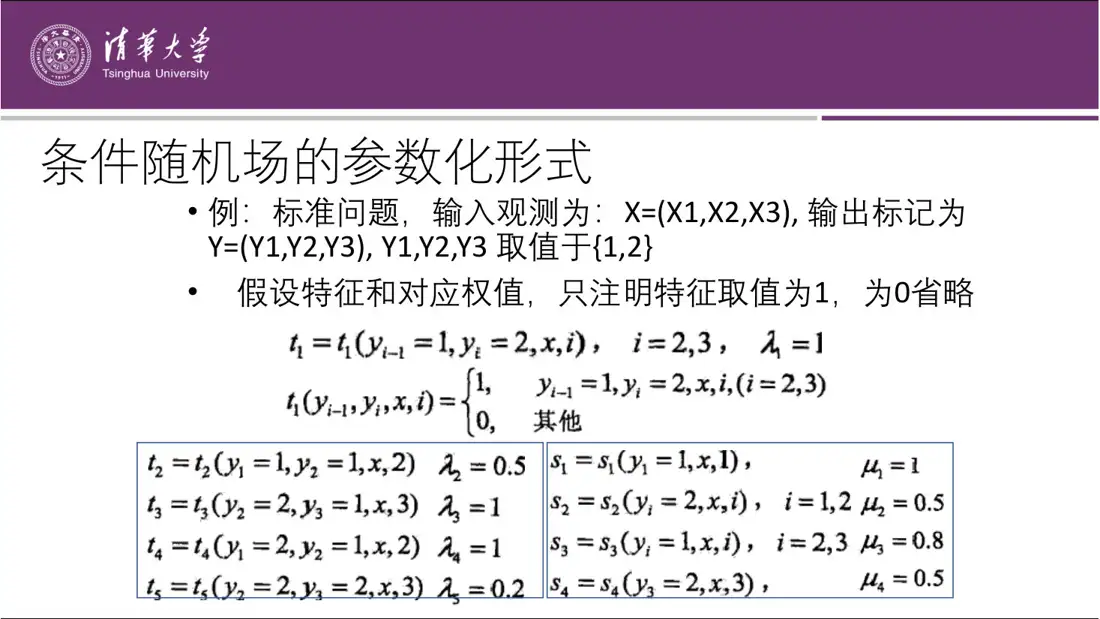 清华大学
Tsinghua University
条件随机场的参数化形式
• 例：标准问题，输入观测为：X=(X1,X2,X3), 输出标记为
Y=(Y1,Y2,Y3), Y1,Y2,Y3 取值于{1,2}
• 假设特征和对应权值，只注明特征取值为1，为0省略
t₁ = t₁(yᵢ₋₁ = 1, yᵢ = 2, x, i)， i = 2,3， λ₁ = 1
t₁(yᵢ₋₁, yᵢ, x, i) = {1, yᵢ₋₁ = 1, yᵢ = 2, x, i, (i = 2,3)
0, 其他
t₂ = t₂(y₁ = 1, y₂ = 1, x, 2) λ₂ = 0.5
t₃ = t₃(y₂ = 2, y₃ = 1, x, 3) λ₃ = 1
t₄ = t₄(y₁ = 2, y₂ = 1, x, 2) λ₄ = 1
t₅ = t₅(y₂ = 2, y₃ = 2, x, 3) λ₅ = 0.2
s₁ = s₁(y₁ = 1, x, 1)， μ₁ = 1
s₂ = s₂(yᵢ = 2, x, i)， i = 1,2 μ₂ = 0.5
s₃ = s₃(yᵢ = 1, x, i)， i = 2,3 μ₃ = 0.8
s₄ = s₄(y₃ = 2, x, 3)， μ₄ = 0.5